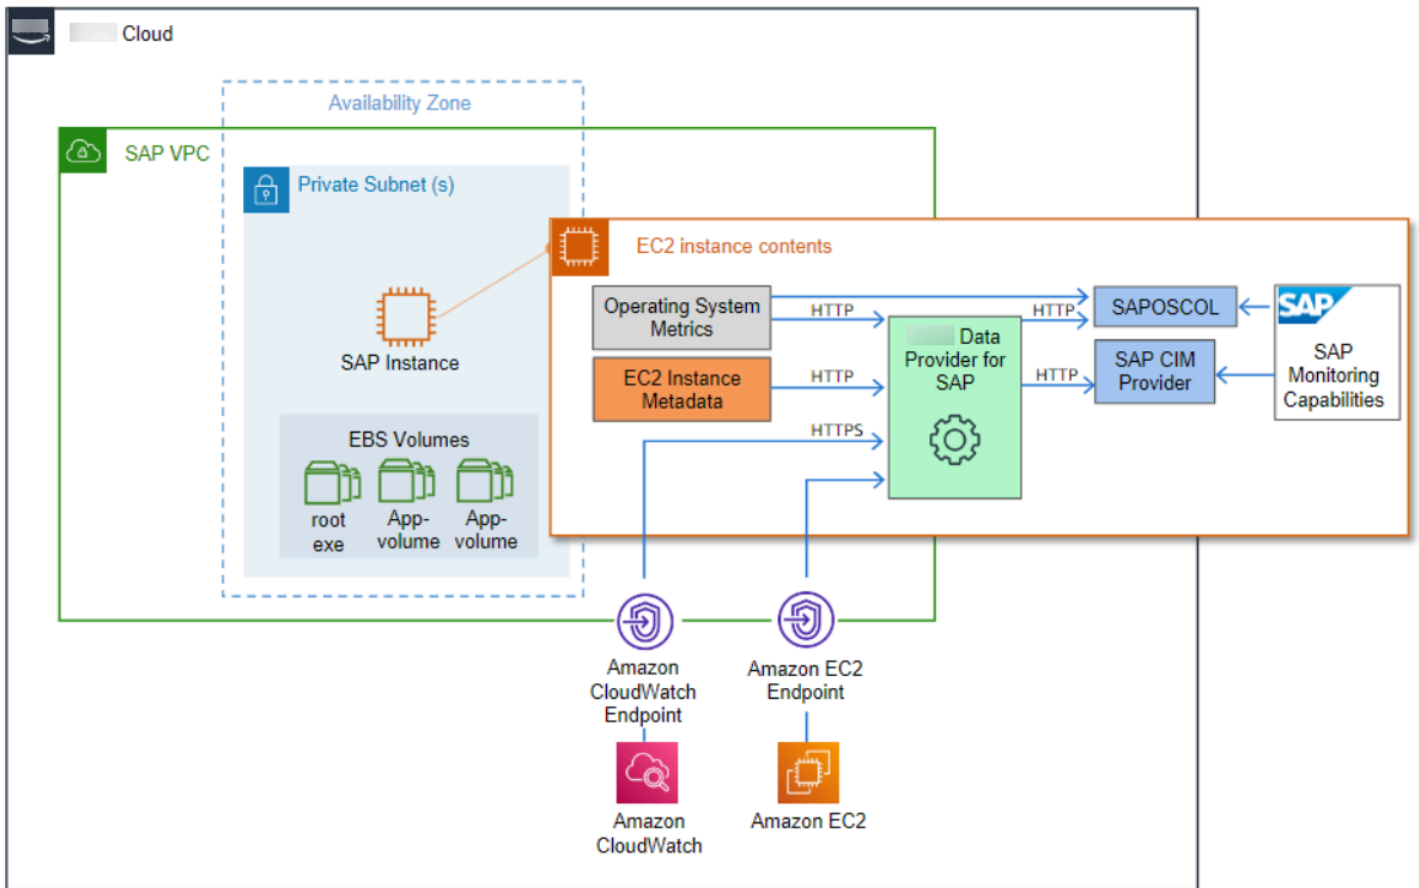 Cloud
Availability Zone
SAP VPC
Private Subnet (s)
SAP Instance
EBS Volumes
root
exe
App-
volume
App-
volume
EC2 instance contents
Operating System
Metrics
EC2 Instance
Metadata
HTTP
HTTP
HTTPS
Data
Provider for
SAP
HTTP
HTTP
SAPOSCOL
SAP CIM
Provider
SAP
SAP
Monitoring
Capabilities
Amazon
CloudWatch
Endpoint
Amazon EC2
Endpoint
Amazon
CloudWatch
Amazon EC2